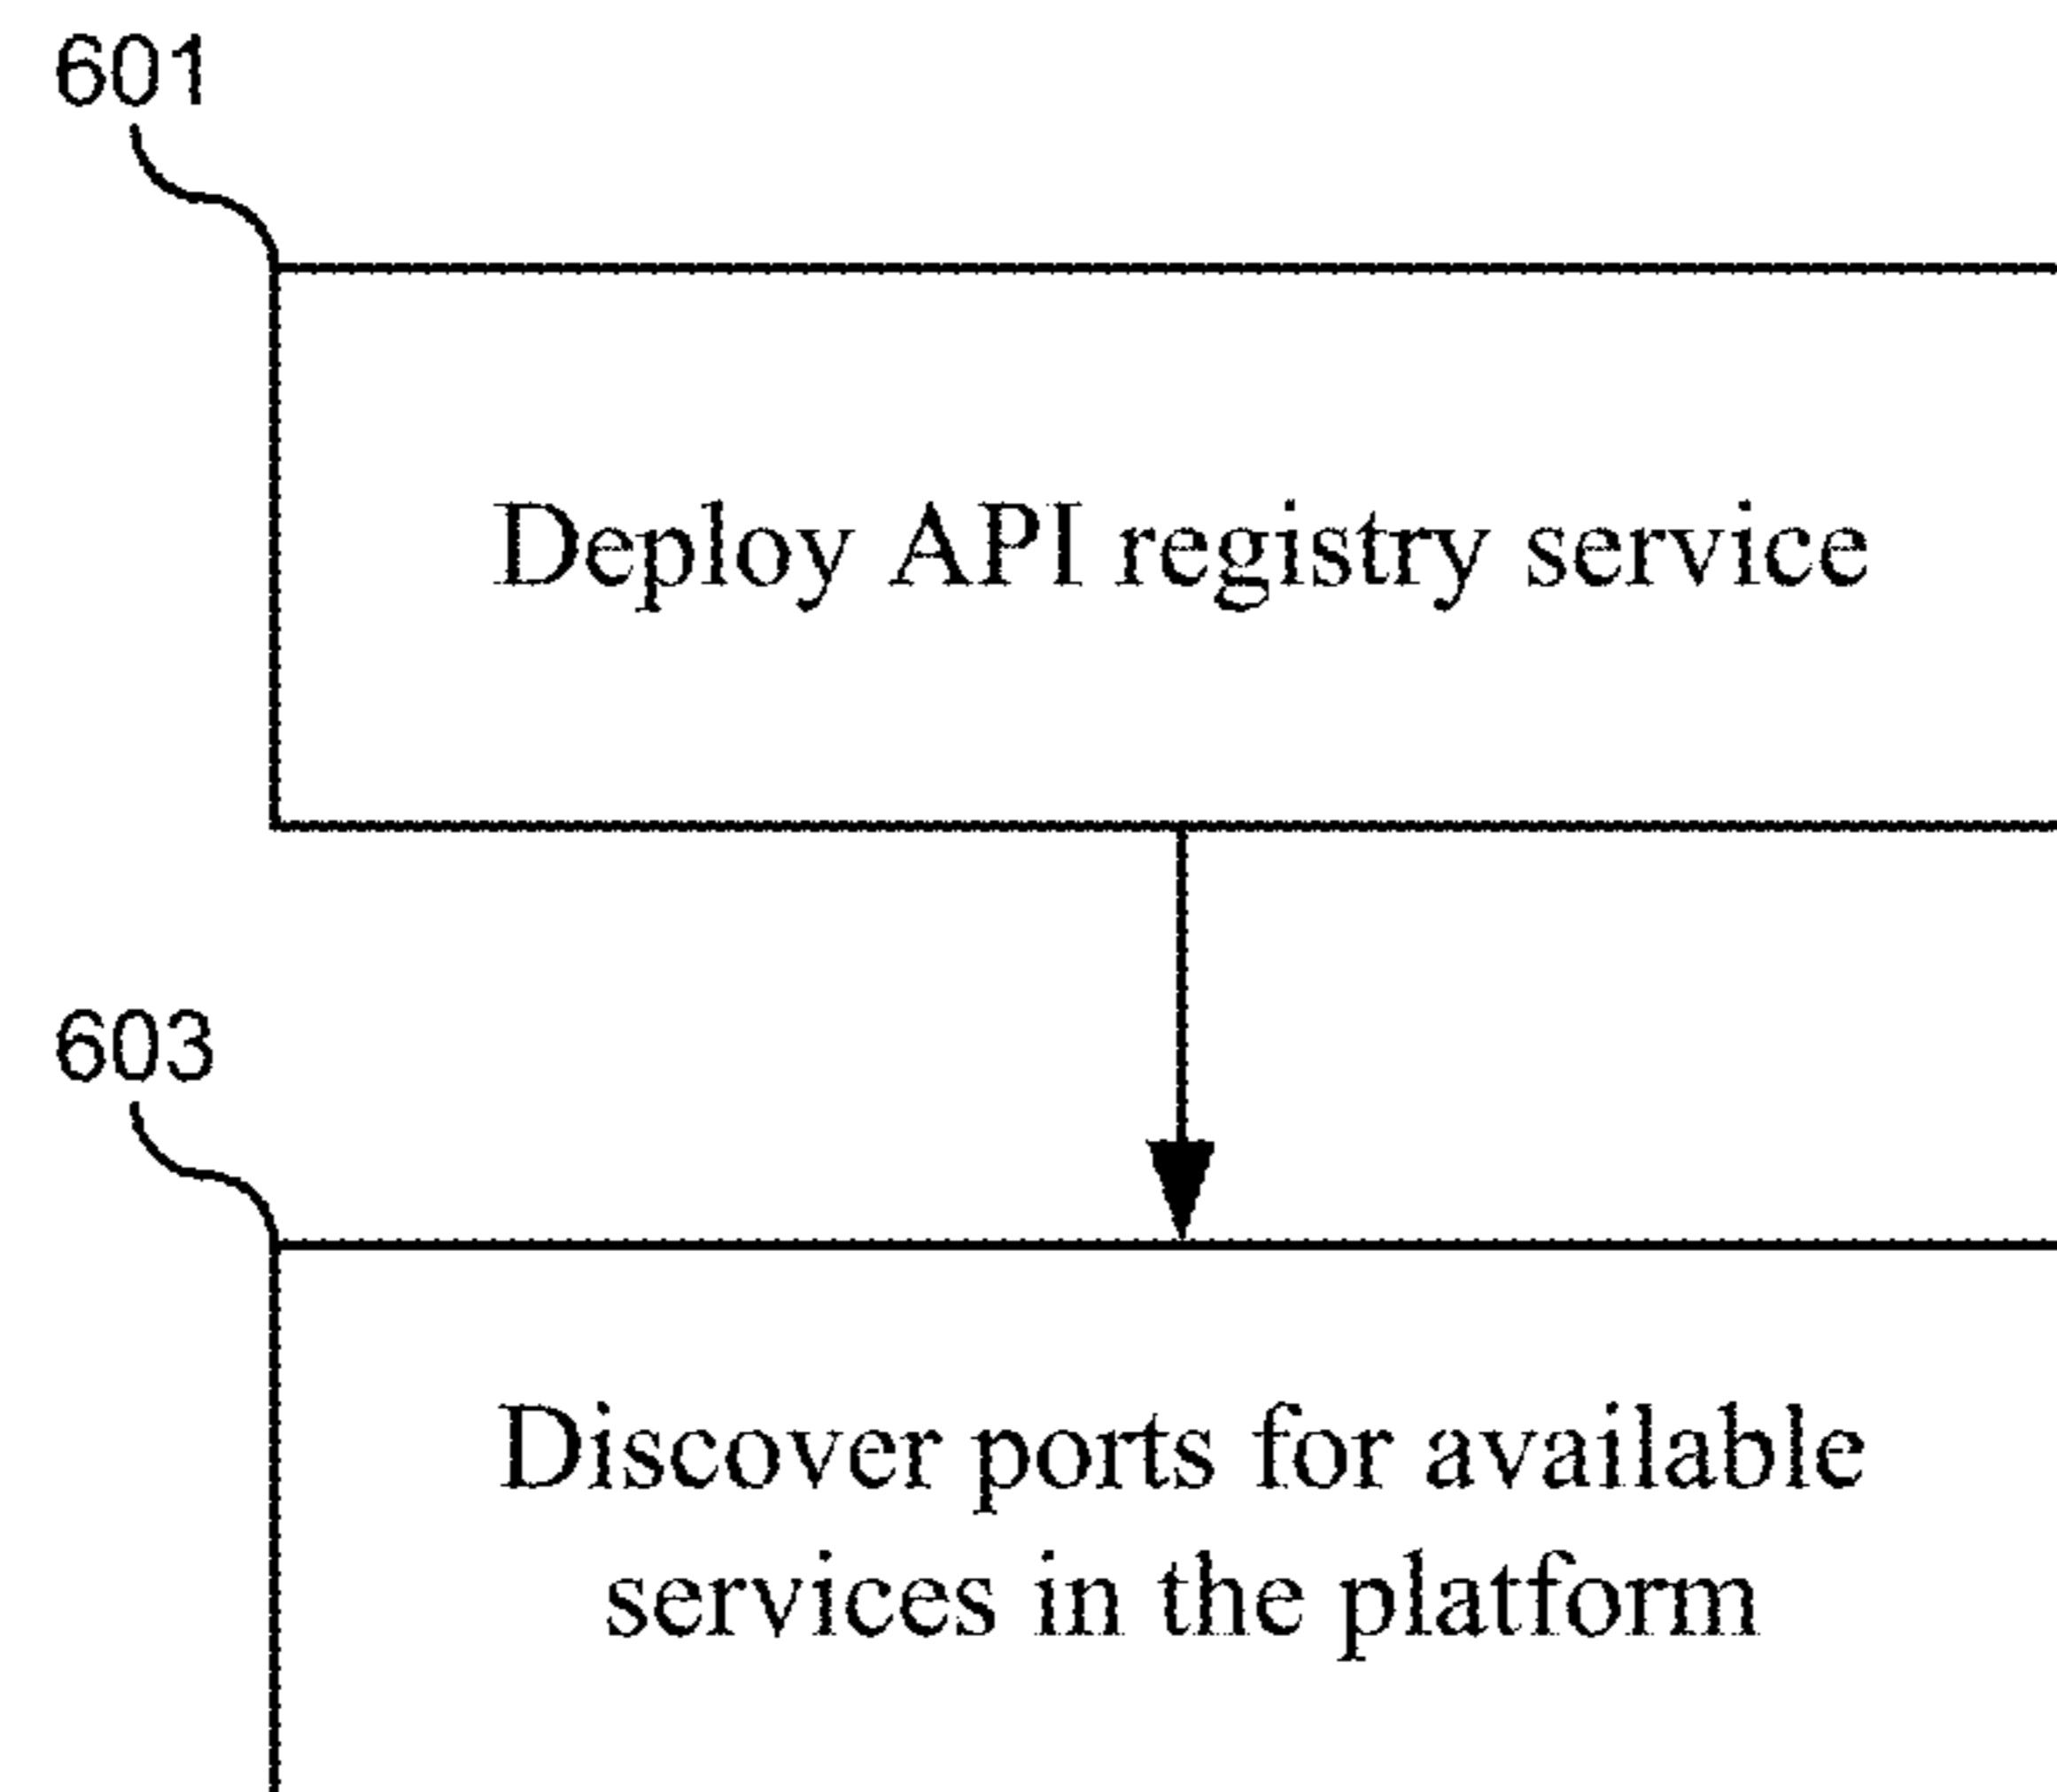 601
Deploy API registry service
603
Discover ports for available
services in the platform